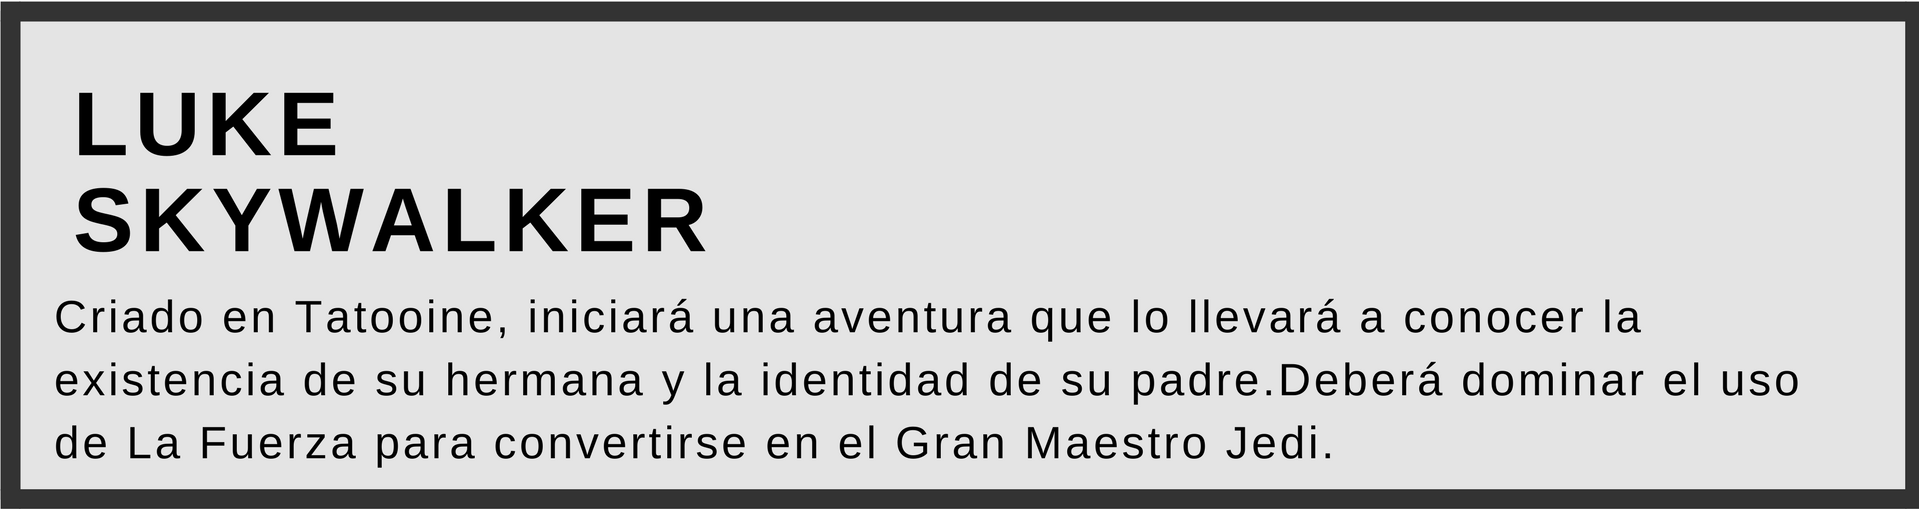 LUKE
SKYWALKER
Criado en Tatooine, iniciará una aventura que lo llevará a conocer la
existencia de su hermana y la identidad de su padre.Deberá dominar el uso
de La Fuerza para convertirse en el Gran Maestro Jedi.